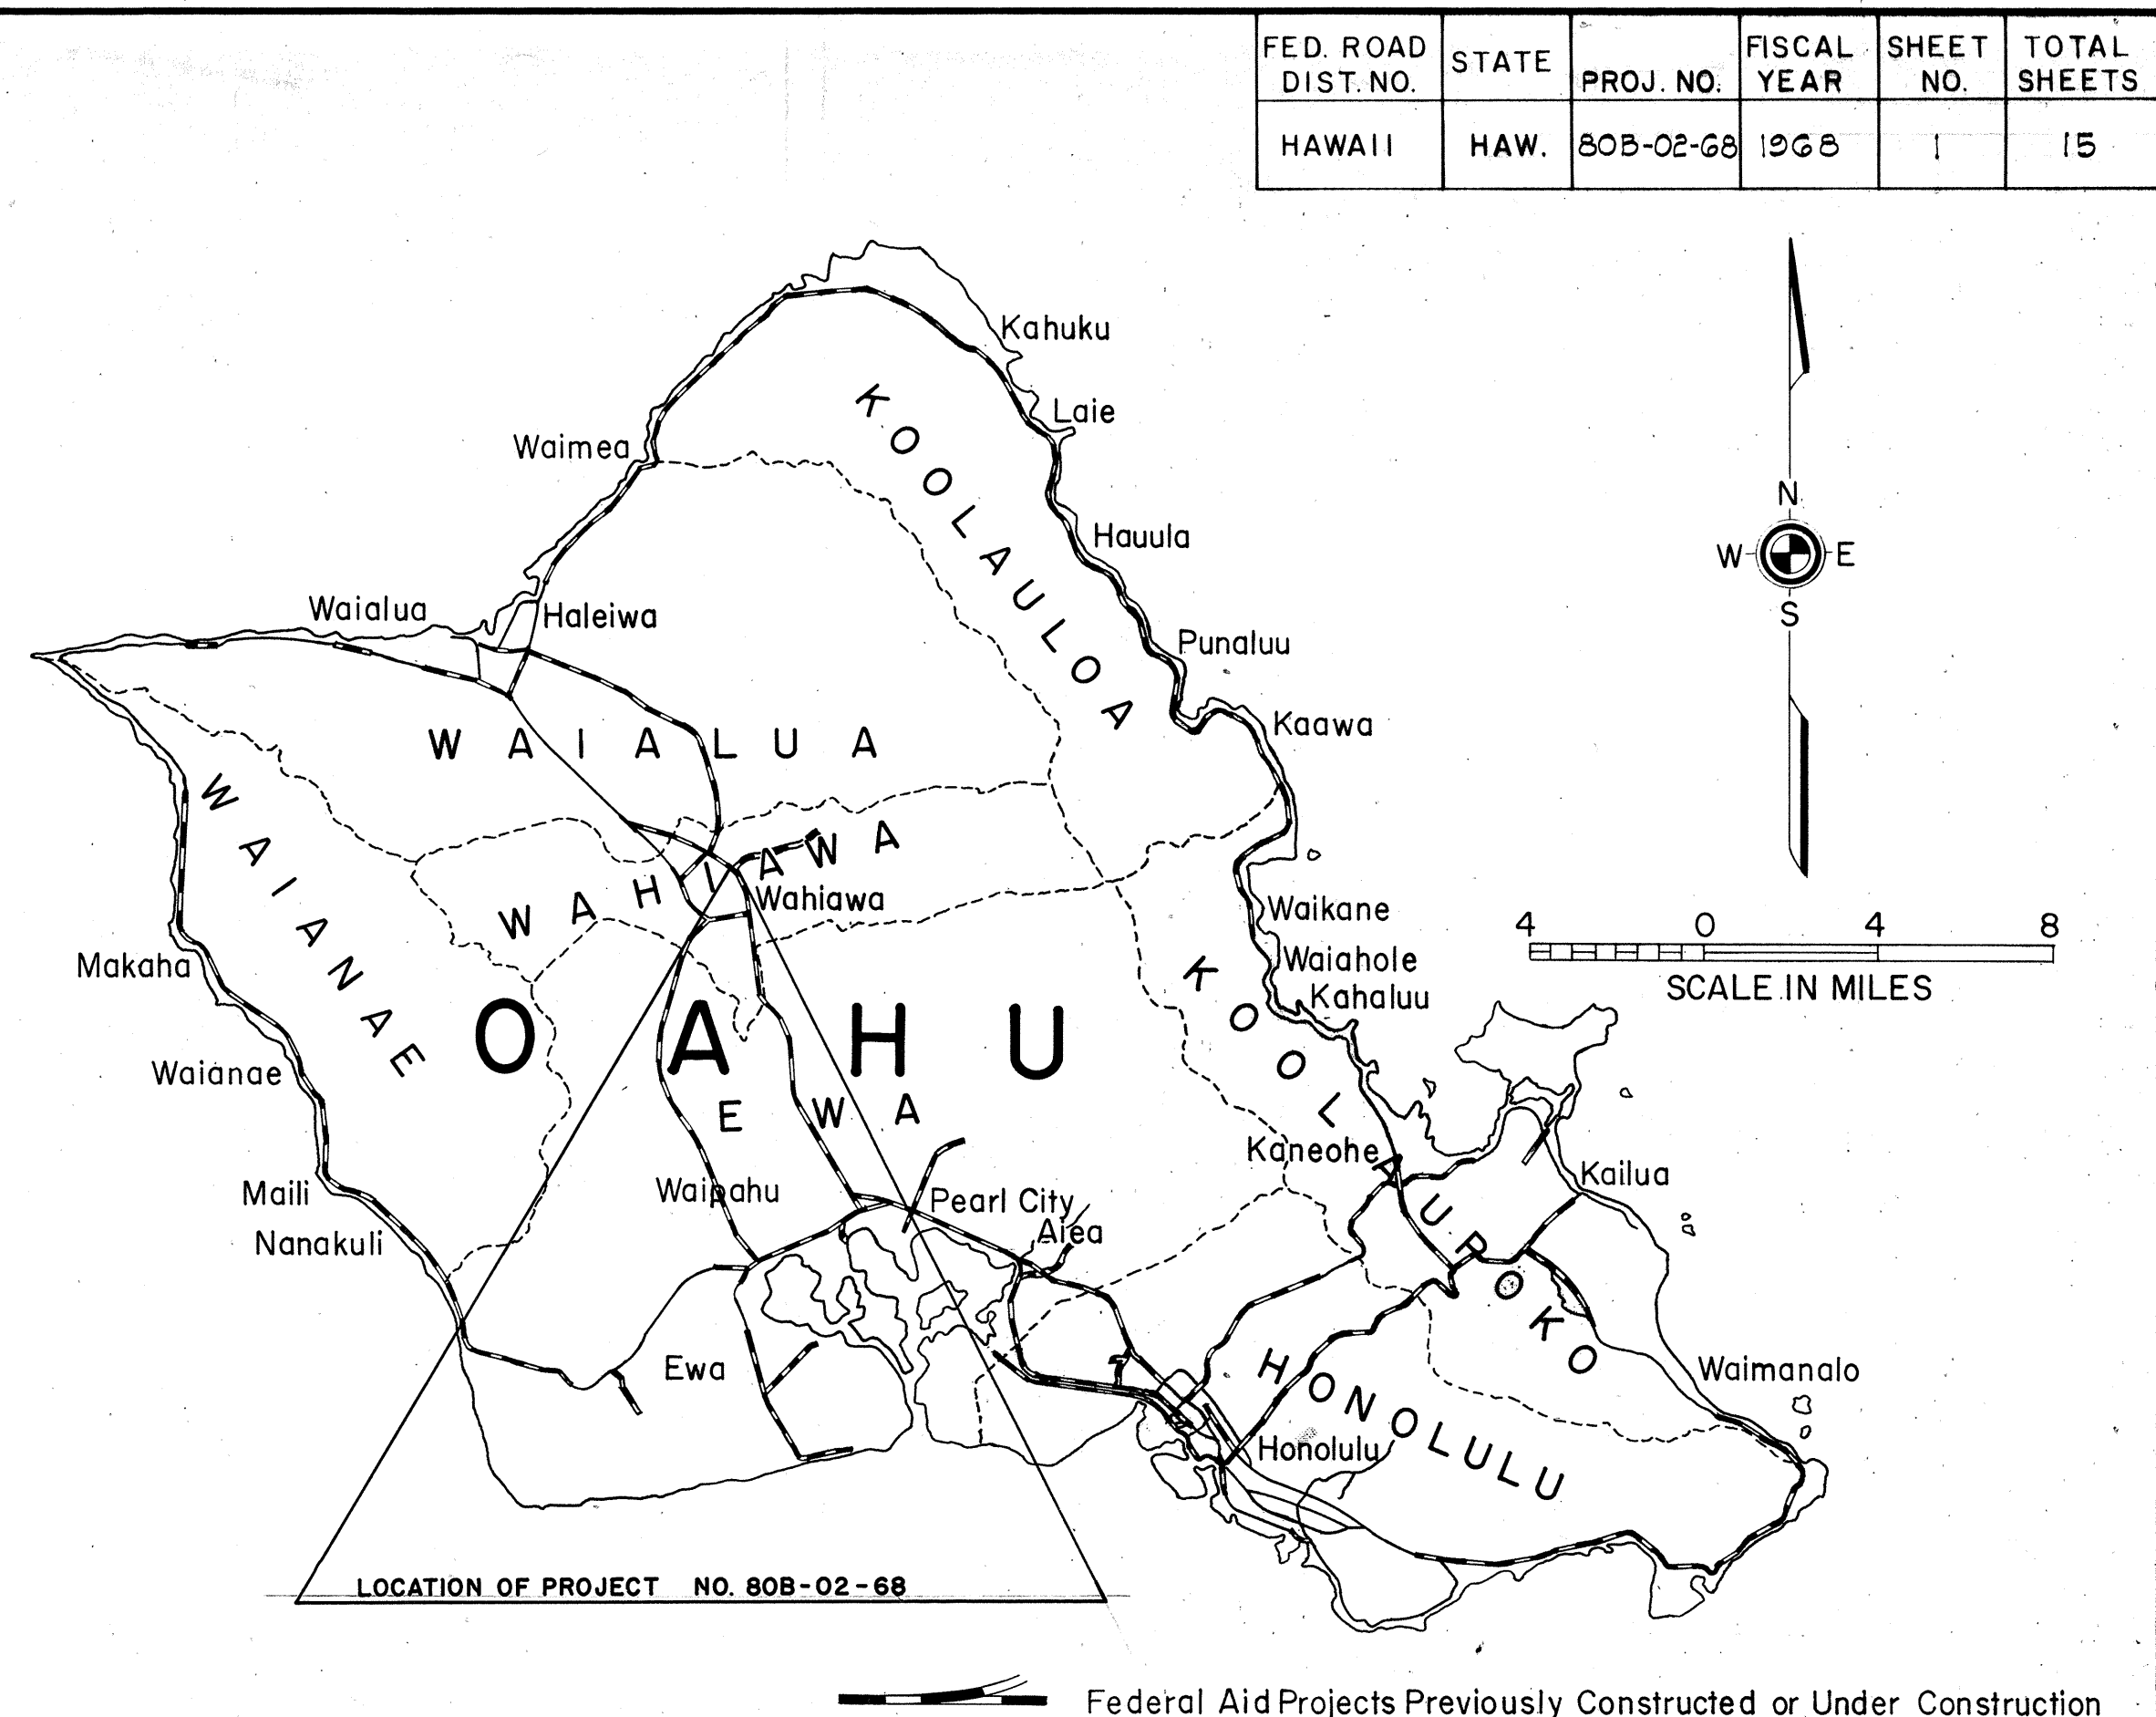 FED. ROAD DIST. NO.
STATE
PROJ. NO.
FISCAL YEAR
SHEET NO.
TOTAL SHEETS
HAWAII
HAW.
80B-02-68
1968
1
15
Kahuku
KOOLAULOA
Laie
Waimea
N
Hauula
W
E
Waialua
Haleiwa
S
Punaluu
Kaawa
WAIALUA
WAIANAE
WAHIAWA
Wahiawa
Waikane
4 0 4 8
Makaha
Waiahole
SCALE IN MILES
Kahaluu
KOOLAUPOKO
OAHU
Waianae
EWA
Kaneohe
Kailua
Maili
Waipahu
Pearl City
Nanakuli
Aiea
Ewa
HONOLULU
Waimanalo
Honolulu
LOCATION OF PROJECT NO. 80B-02-68
Federal Aid Projects Previously Constructed or Under Construction